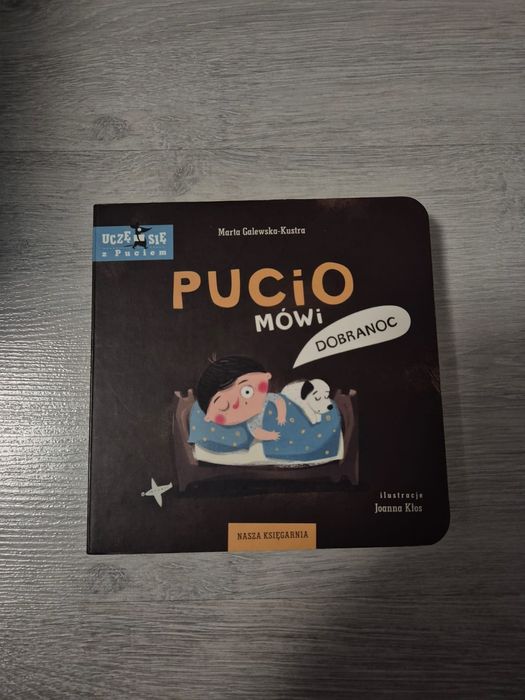 UCZĘ SIĘ
z Puciem
Marta Galewska-Kustra
PUCiO
MÓWi
DOBRANOC
ilustracje
Joanna Kłos
NASZA KSIĘGARNIA